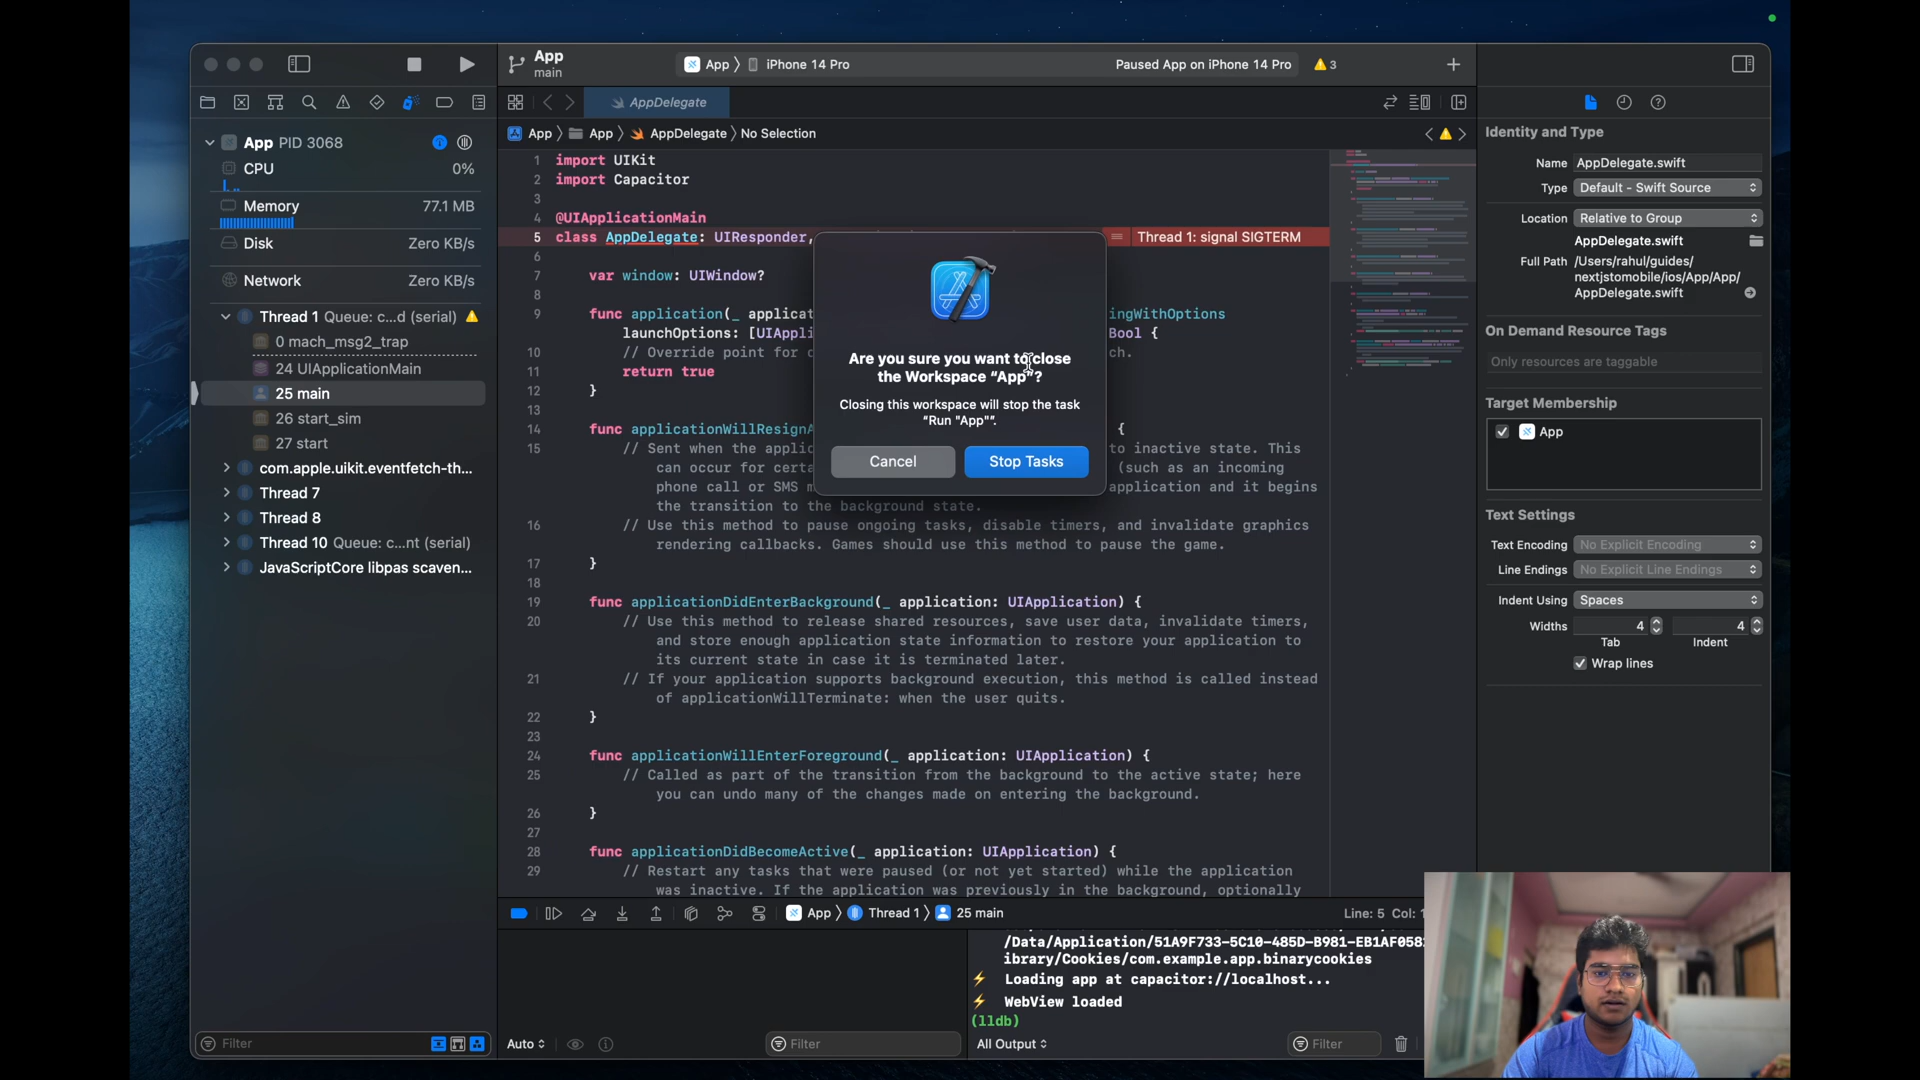 App
main
App
iPhone 14 Pro
Paused App on iPhone 14 Pro
3
AppDelegate
App
App
AppDelegate
No Selection
App PID 3068
CPU
0%
Memory
77.1 MB
Disk
Zero KB/s
Network
Zero KB/s
Thread 1 Queue: c...d (serial)
0 mach_msg2_trap
24 UIApplicationMain
25 main
26 start_sim
27 start
com.apple.uikit.eventfetch-th...
Thread 7
Thread 8
Thread 10 Queue: c...nt (serial)
JavaScriptCore libpas scaven...
Filter
1 import UIKit
2 import Capacitor
3
4 @UIApplicationMain
5 class AppDelegate: UIResponder,
Thread 1: signal SIGTERM
6
7 var window: UIWindow?
8
9 func application(_ applicat ingWithOptions
launchOptions: [UIAppli Bool {
10 // Override point for c ch.
11 return true
12 }
13
14 func applicationWillResignA {
15 // Sent when the applic to inactive state. This
can occur for certa (such as an incoming
phone call or SMS m application and it begins
the transition to the background state.
16 // Use this method to pause ongoing tasks, disable timers, and invalidate graphics
rendering callbacks. Games should use this method to pause the game.
17 }
18
19 func applicationDidEnterBackground(_ application: UIApplication) {
20 // Use this method to release shared resources, save user data, invalidate timers,
and store enough application state information to restore your application to
its current state in case it is terminated later.
21 // If your application supports background execution, this method is called instead
of applicationWillTerminate: when the user quits.
22 }
23
24 func applicationWillEnterForeground(_ application: UIApplication) {
25 // Called as part of the transition from the background to the active state; here
you can undo many of the changes made on entering the background.
26 }
27
28 func applicationDidBecomeActive(_ application: UIApplication) {
29 // Restart any tasks that were paused (or not yet started) while the application
was inactive. If the application was previously in the background, optionally
Are you sure you want to close
the Workspace “App”?
Closing this workspace will stop the task
“Run "App"”.
Cancel
Stop Tasks
App
Thread 1
25 main
Line: 5 Col: 1
Auto
Filter
/Data/Application/51A9F733-5C10-485D-B981-EB1AF058
ibrary/Cookies/com.example.app.binarycookies
⚡ Loading app at capacitor://localhost...
⚡ WebView loaded
(lldb)
All Output
Filter
Identity and Type
Name AppDelegate.swift
Type Default - Swift Source
Location Relative to Group
AppDelegate.swift
Full Path /Users/rahul/guides/
nextjstomobile/ios/App/App/
AppDelegate.swift
On Demand Resource Tags
Only resources are taggable
Target Membership
App
Text Settings
Text Encoding No Explicit Encoding
Line Endings No Explicit Line Endings
Indent Using Spaces
Widths 4 4
Tab Indent
Wrap lines